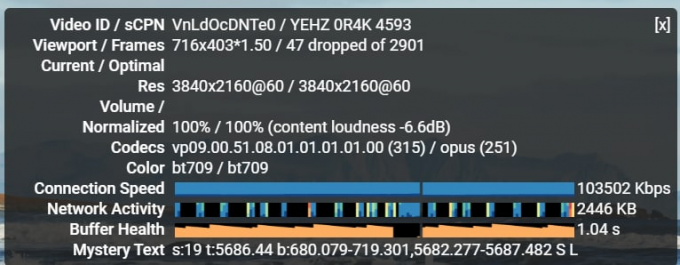 Video ID / sCPN VnLdOcDNTe0 / YEHZ 0R4K 4593 [x]
Viewport / Frames 716x403*1.50 / 47 dropped of 2901
Current / Optimal
Res 3840x2160@60 / 3840x2160@60
Volume /
Normalized 100% / 100% (content loudness -6.6dB)
Codecs vp09.00.51.08.01.01.01.01.00 (315) / opus (251)
Color bt709 / bt709
Connection Speed 103502 Kbps
Network Activity 2446 KB
Buffer Health 1.04 s
Mystery Text s:19 t:5686.44 b:680.079-719.301,5682.277-5687.482 S L